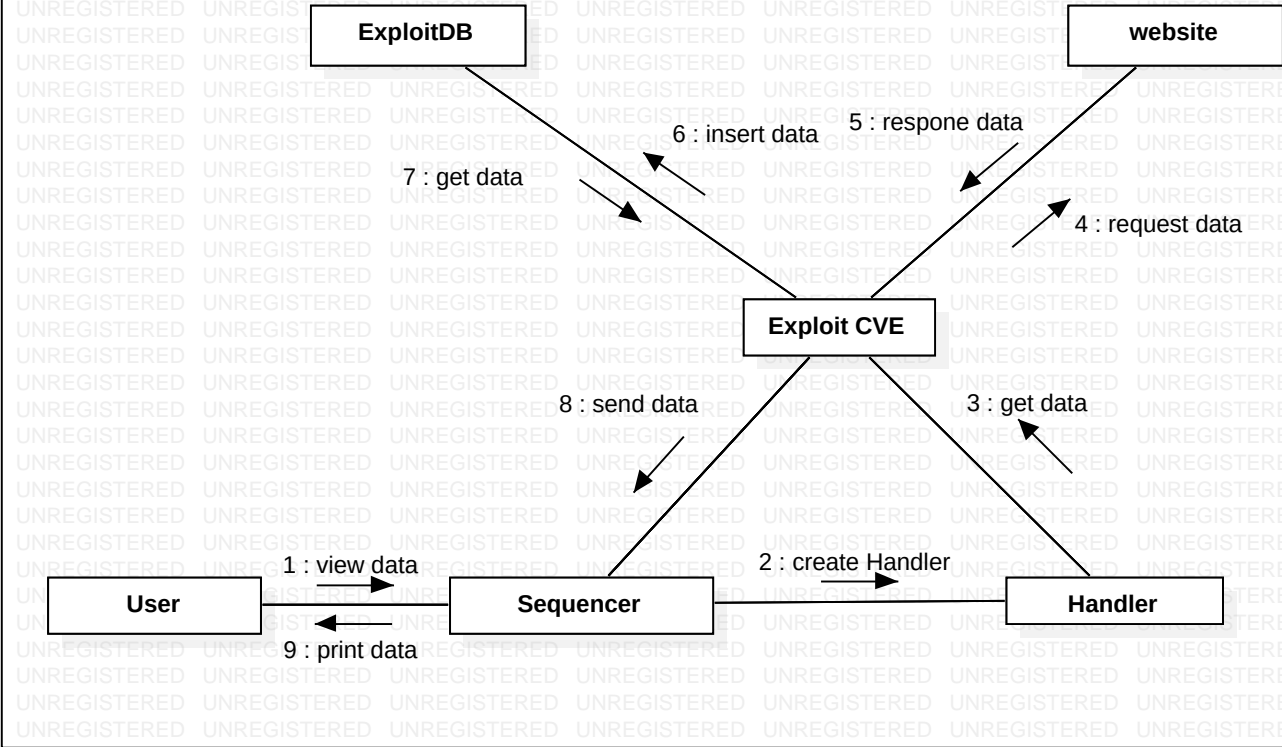 ExploitDB
website
6 : insert data
5 : respone data
7 : get data
4 : request data
Exploit CVE
8 : send data
3 : get data
1 : view data
2 : create Handler
User
Sequencer
Handler
9 : print data
UNREGISTERED